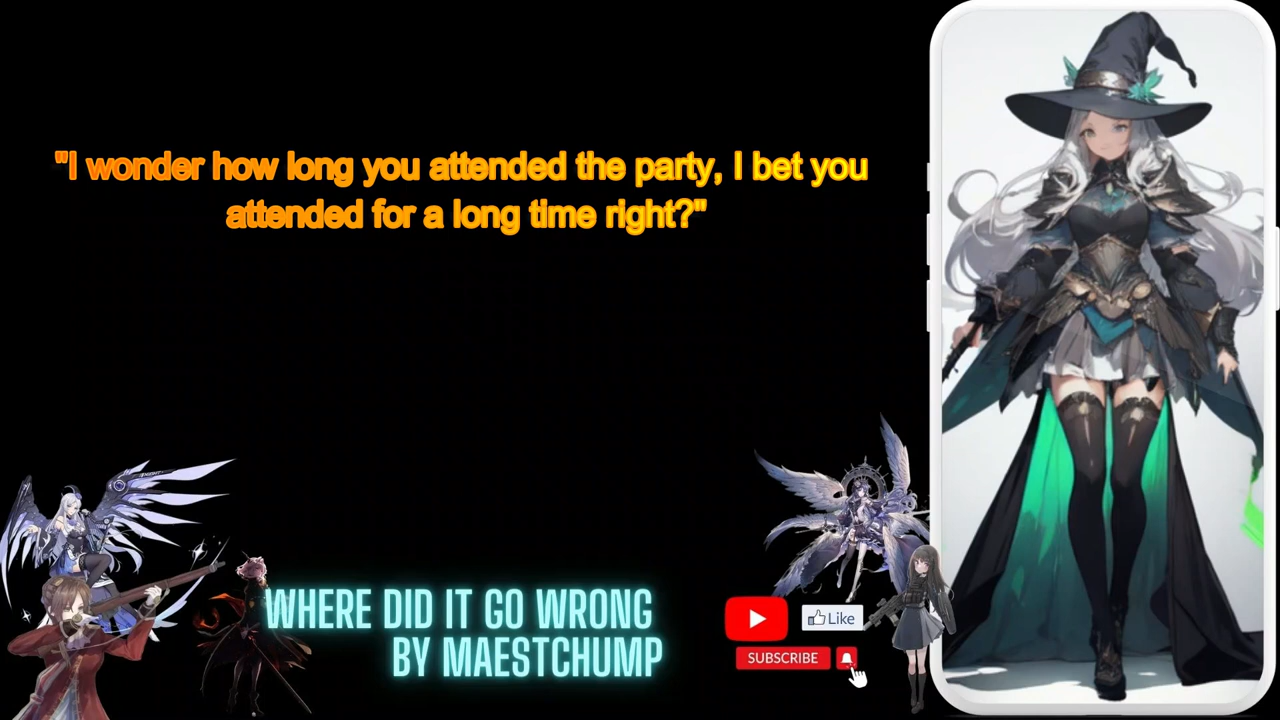 "I wonder how long you attended the party, I bet you
attended for a long time right?"
WHERE DID IT GO WRONG
BY MAESTCHUMP
Like
SUBSCRIBE